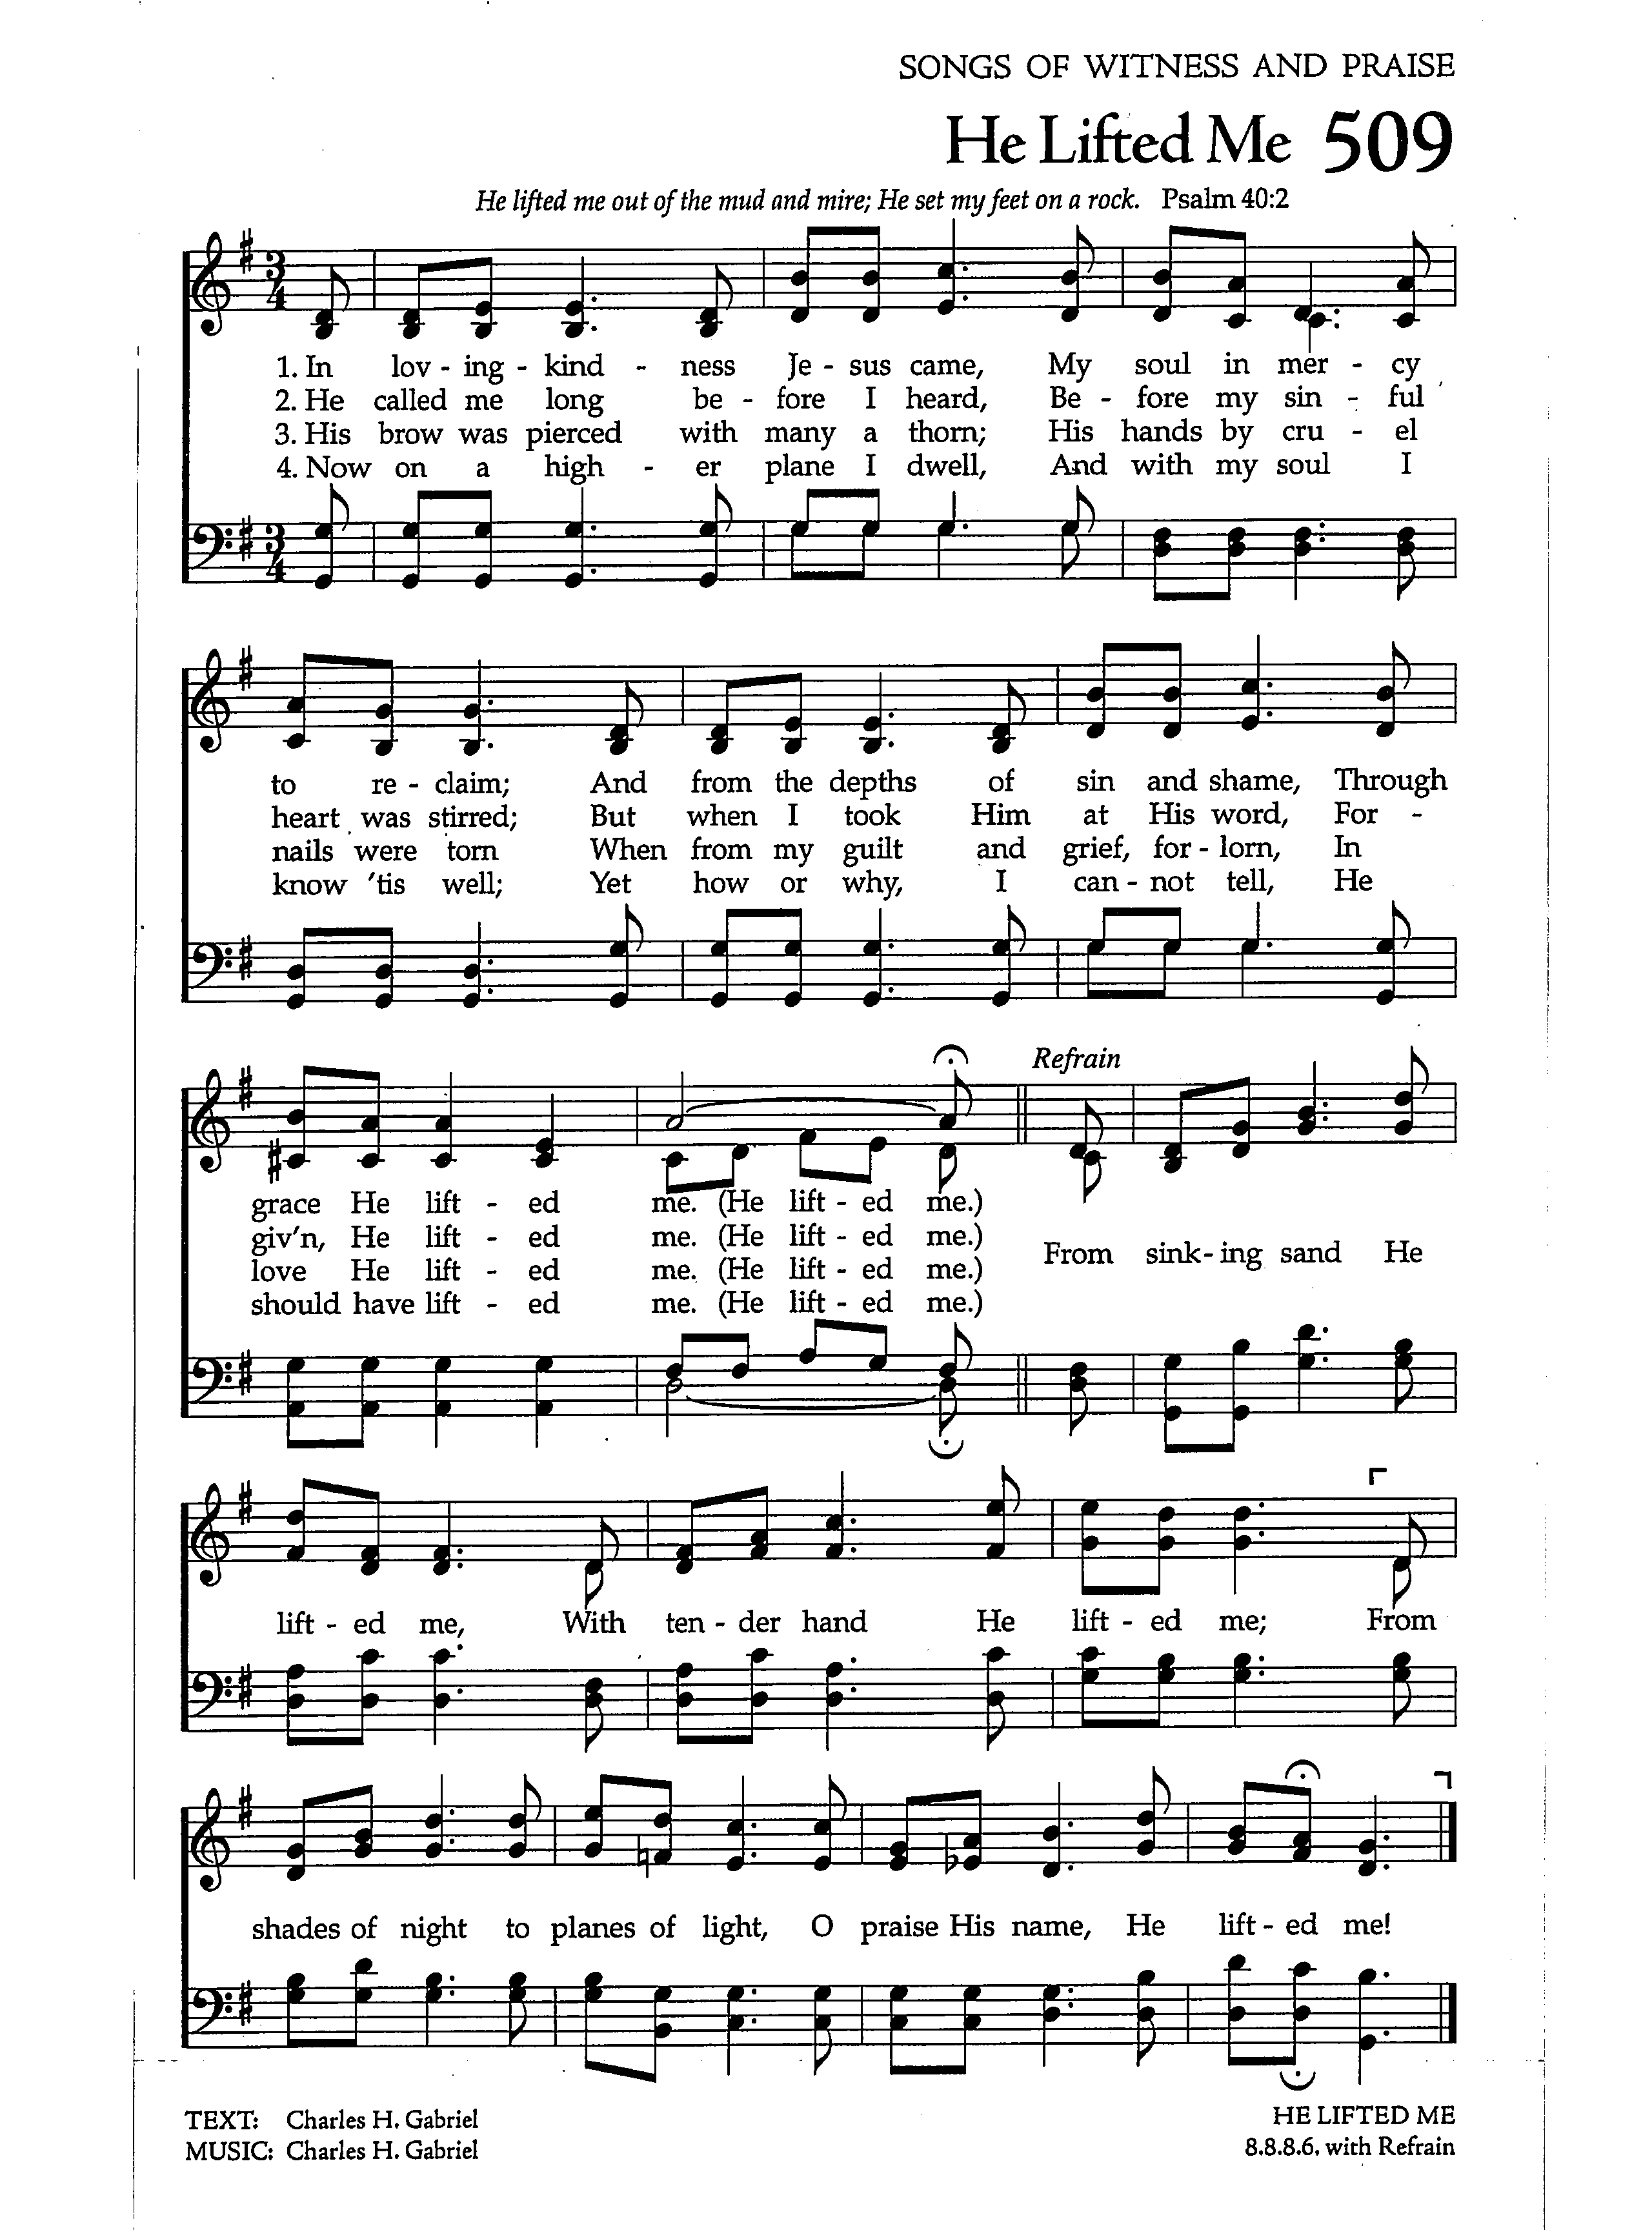 SONGS OF WITNESS AND PRAISE
He Lifted Me 509
He lifted me out of the mud and mire; He set my feet on a rock. Psalm 40:2
1. In lov - ing - kind - ness Je - sus came, My soul in mer - cy
2. He called me long be - fore I heard, Be - fore my sin - ful
3. His brow was pierced with many a thorn; His hands by cru - el
4. Now on a high - er plane I dwell, And with my soul I
to re - claim; And from the depths of sin and shame, Through
heart was stirred; But when I took Him at His word, For -
nails were torn When from my guilt and grief, for - lorn, In
know 'tis well; Yet how or why, I can - not tell, He
Refrain
grace He lift - ed me. (He lift - ed me.)
giv'n, He lift - ed me. (He lift - ed me.)
love He lift - ed me. (He lift - ed me.)
should have lift - ed me. (He lift - ed me.)
From sink - ing sand He
lift - ed me, With ten - der hand He lift - ed me; From
shades of night to planes of light, O praise His name, He lift - ed me!
TEXT: Charles H. Gabriel
MUSIC: Charles H. Gabriel
HE LIFTED ME
8.8.8.6. with Refrain